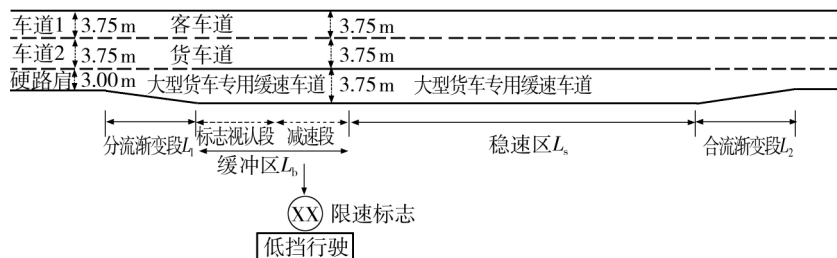 车道1 3.75 m 客车道 3.75 m
车道2 3.75 m 货车道 3.75 m
硬路肩 3.00 m 大型货车专用缓速车道 3.75 m 大型货车专用缓速车道
分流渐变段L₁ 标志视认段 减速段 稳速区Lₛ 合流渐变段L₂
缓冲区L_b
XX 限速标志
低挡行驶